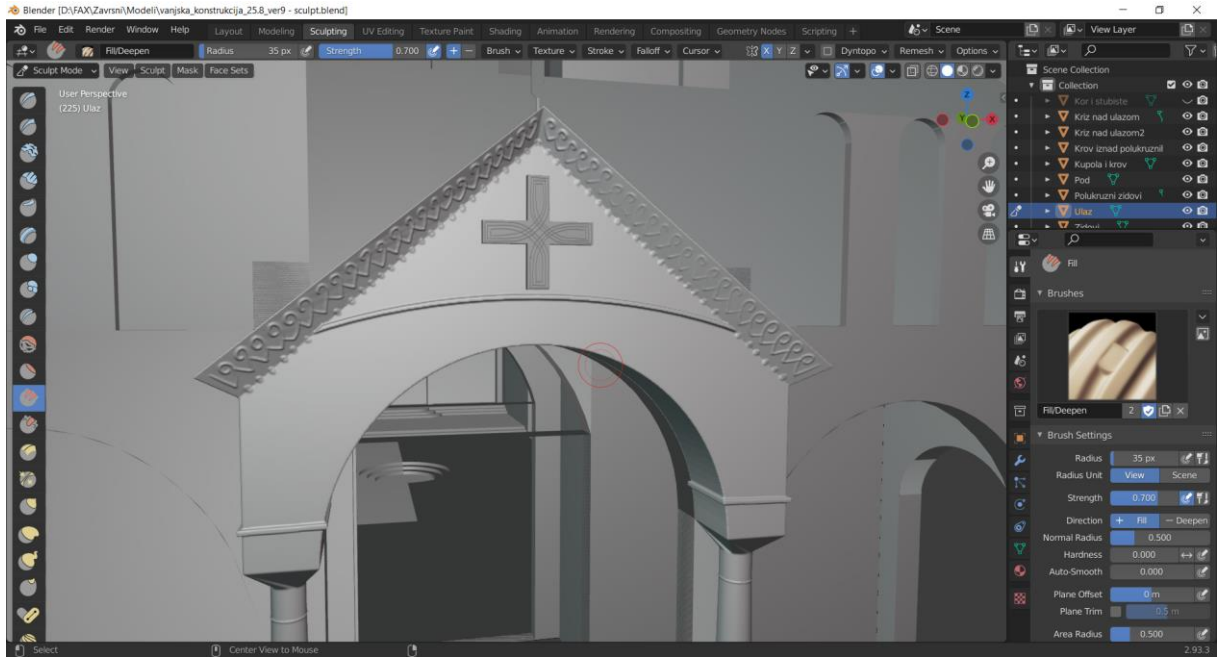 Blender [D:\FAX\Zavrsni\Modeli\vanjska_konstrukcija_25.8_ver9 - sculpt.blend]
File Edit Render Window Help Layout Modeling Sculpting UV Editing Texture Paint Shading Animation Rendering Compositing Geometry Nodes Scripting + Scene View Layer
Fill/Deepen Radius 35 px Strength 0.700 + − Brush Texture Stroke Falloff Cursor X Y Z Dyntopo Remesh Options
Sculpt Mode View Sculpt Mask Face Sets
User Perspective
(225) Ulaz
Z
Y X
Scene Collection
Collection
Kor i stubiste
Kriz nad ulazom
Kriz nad ulazom2
Krov iznad polukruznil
Kupola i krov
Pod
Polukruzni zidovi
Ulaz
Zidovi
Fill
Brushes
Fill/Deepen 2
Brush Settings
Radius 35 px
Radius Unit View Scene
Strength 0.700
Direction + Fill − Deepen
Normal Radius 0.500
Hardness 0.000
Auto-Smooth 0.000
Plane Offset 0 m
Plane Trim 0.5 m
Area Radius 0.500
Select Center View to Mouse 2.93.3